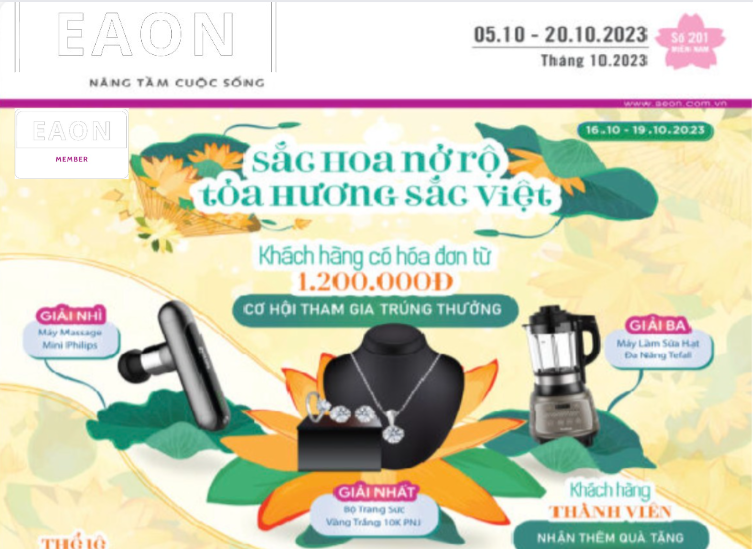 EAON
NÂNG TẦM CUỘC SỐNG
05.10 - 20.10.2023
Tháng 10.2023
Số 201
MIỀN NAM
www.aeon.com.vn
EAON
MEMBER
16.10 - 19.10.2023
SẮC HOA NỞ RỘ
TỎA HƯƠNG SẮC VIỆT
Khách hàng có hóa đơn từ
1.200.000Đ
CƠ HỘI THAM GIA TRÚNG THƯỞNG
GIẢI NHÌ
Máy Massage
Mini Philips
GIẢI BA
Máy Làm Sữa Hạt
Đa Năng Tefall
GIẢI NHẤT
Bộ Trang Sức
Vàng Trắng 10K PNJ
Khách hàng
THÀNH VIÊN
NHẬN THÊM QUÀ TẶNG